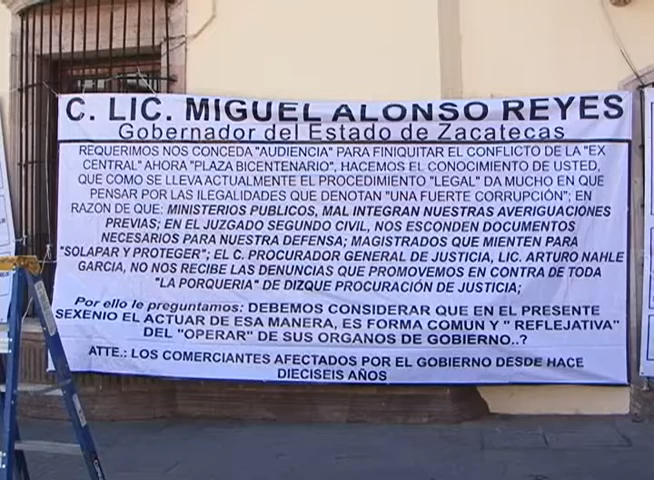 C. LIC. MIGUEL ALONSO REYES
Gobernador del Estado de Zacatecas
REQUERIMOS NOS CONCEDA "AUDIENCIA" PARA FINIQUITAR EL CONFLICTO DE LA "EX
CENTRAL" AHORA "PLAZA BICENTENARIO", HACEMOS EL CONOCIMIENTO DE USTED,
QUE COMO SE LLEVA ACTUALMENTE EL PROCEDIMIENTO "LEGAL" DA MUCHO EN QUE
PENSAR POR LAS ILEGALIDADES QUE DENOTAN "UNA FUERTE CORRUPCIÓN"; EN
RAZON DE QUE: MINISTERIOS PUBLICOS, MAL INTEGRAN NUESTRAS AVERIGUACIONES
PREVIAS; EN EL JUZGADO SEGUNDO CIVIL, NOS ESCONDEN DOCUMENTOS
NECESARIOS PARA NUESTRA DEFENSA; MAGISTRADOS QUE MIENTEN PARA
"SOLAPAR Y PROTEGER"; EL C. PROCURADOR GENERAL DE JUSTICIA, LIC. ARTURO NAHLE
GARCIA, NO NOS RECIBE LAS DENUNCIAS QUE PROMOVEMOS EN CONTRA DE TODA
"LA PORQUERIA" DE DIZQUE PROCURACIÓN DE JUSTICIA;
Por ello le preguntamos: DEBEMOS CONSIDERAR QUE EN EL PRESENTE
SEXENIO EL ACTUAR DE ESA MANERA, ES FORMA COMUN Y " REFLEJATIVA"
DEL "OPERAR" DE SUS ORGANOS DE GOBIERNO..?
ATTE.: LOS COMERCIANTES AFECTADOS POR EL GOBIERNO DESDE HACE
DIECISEIS AÑOS